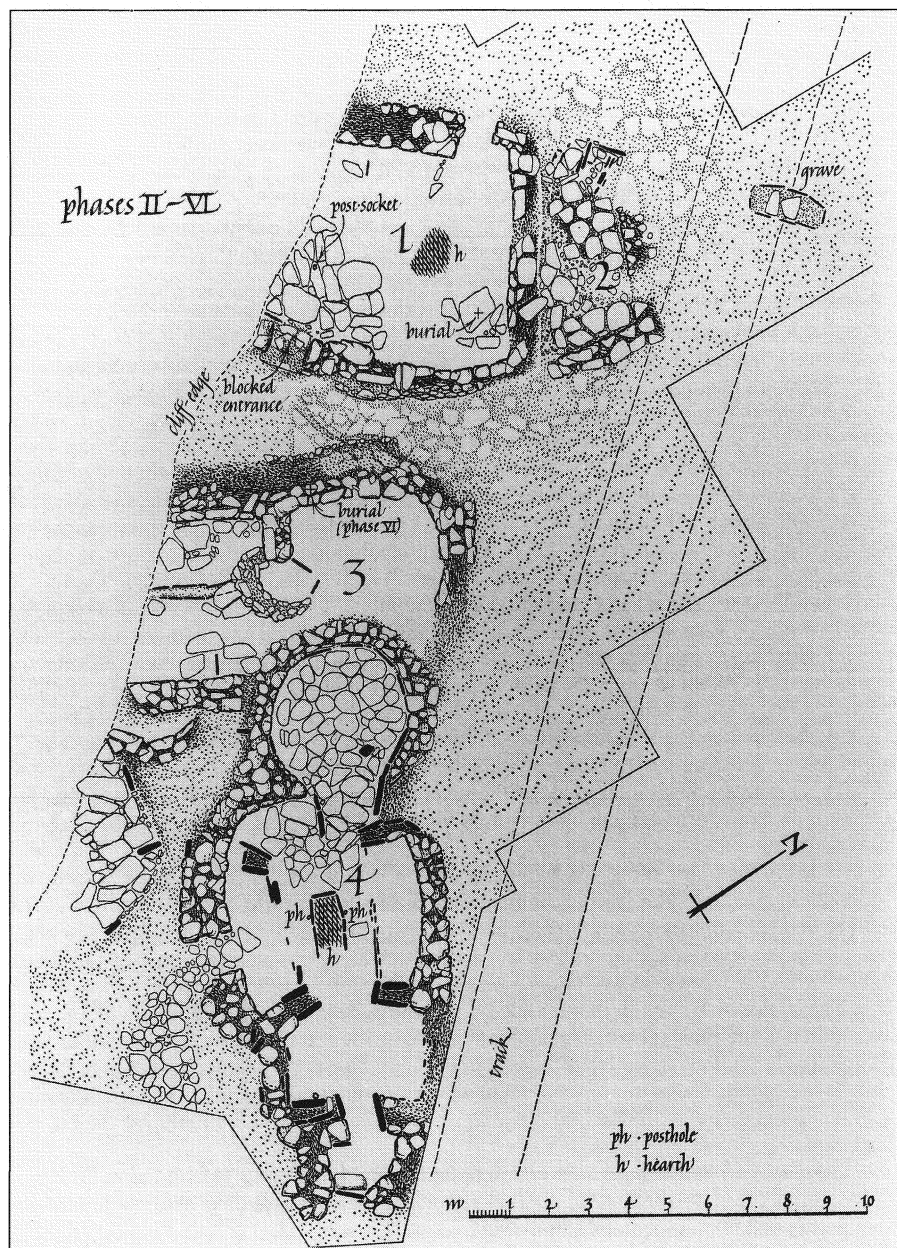 phases II-VI
grave
post-socket
1
h
2
burial
blocked
entrance
cliff-edge
burial
(phase VI)
3
4
ph
ph
h
N
track
ph · posthole
h · hearth
m 1 2 3 4 5 6 7 8 9 10